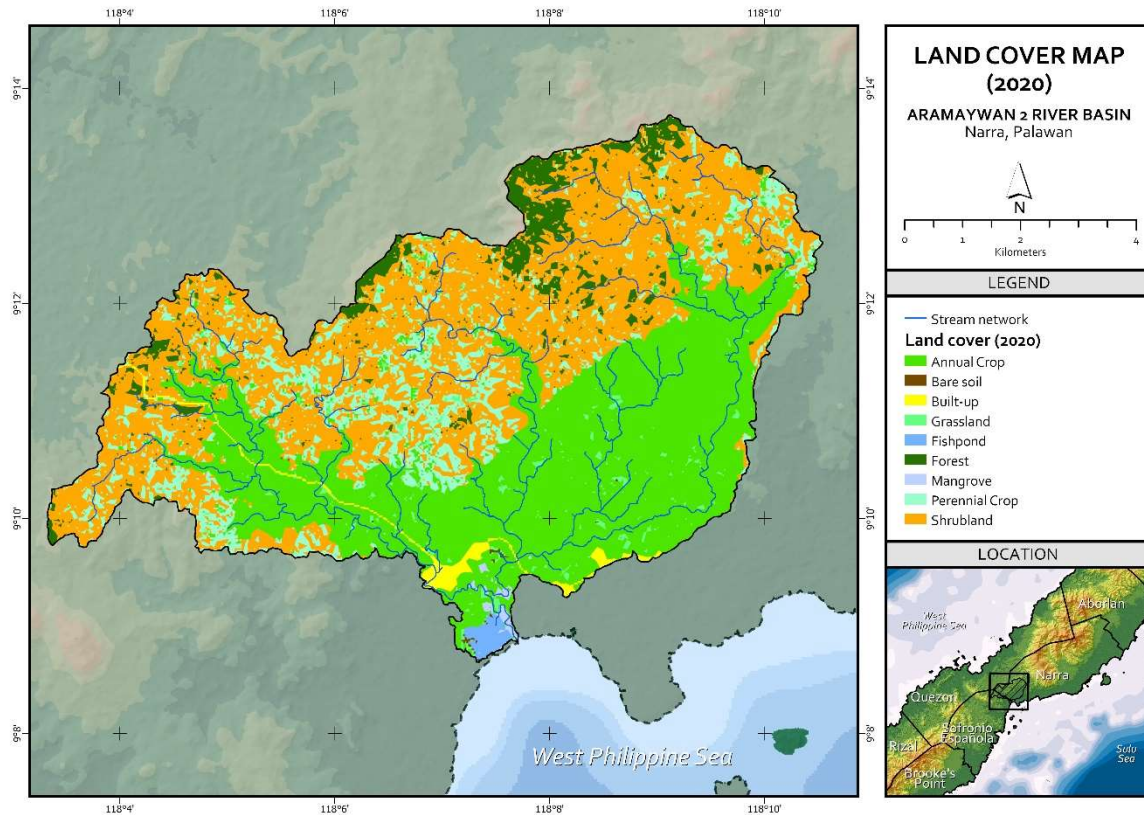 118°4'
118°6'
118°8'
118°10'
9°14'
9°14'
9°12'
9°12'
9°10'
9°10'
9°8'
9°8'
West Philippine Sea
118°4'
118°6'
118°8'
118°10'
LAND COVER MAP
(2020)
ARAMAYWAN 2 RIVER BASIN
Narra, Palawan
N
0 1 2 4
Kilometers
LEGEND
Stream network
Land cover (2020)
Annual Crop
Bare soil
Built-up
Grassland
Fishpond
Forest
Mangrove
Perennial Crop
Shrubland
LOCATION
Aborlan
West
Philippine Sea
Narra
Quezon
Sofronio
Española
Rizal
Sulu
Sea
Brooke's
Point